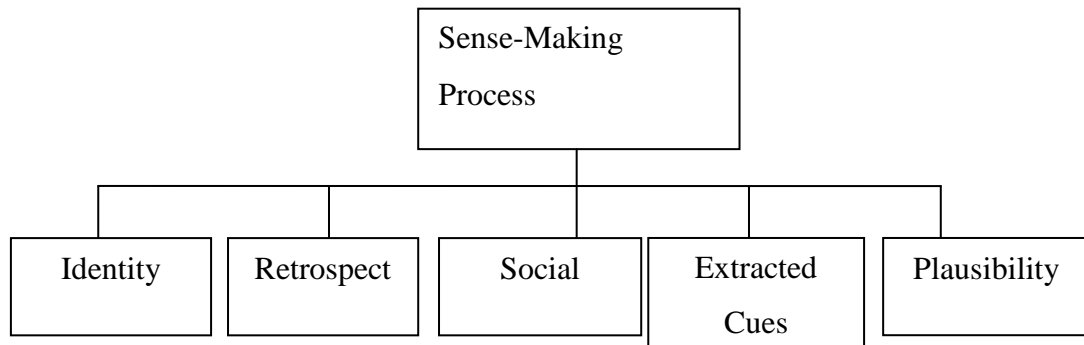 Sense-Making
Process
Identity
Retrospect
Social
Extracted
Cues
Plausibility